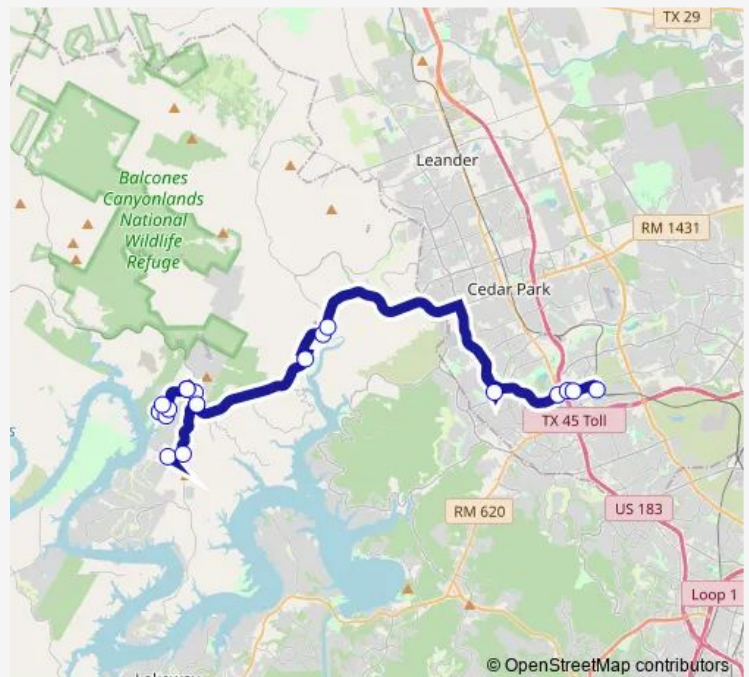 TX 29
Leander
Balcones
Canyonlands
National
Wildlife
Refuge
RM 1431
Cedar Park
TX 45 Toll
RM 620
US 183
Loop 1
© OpenStreetMap contributors